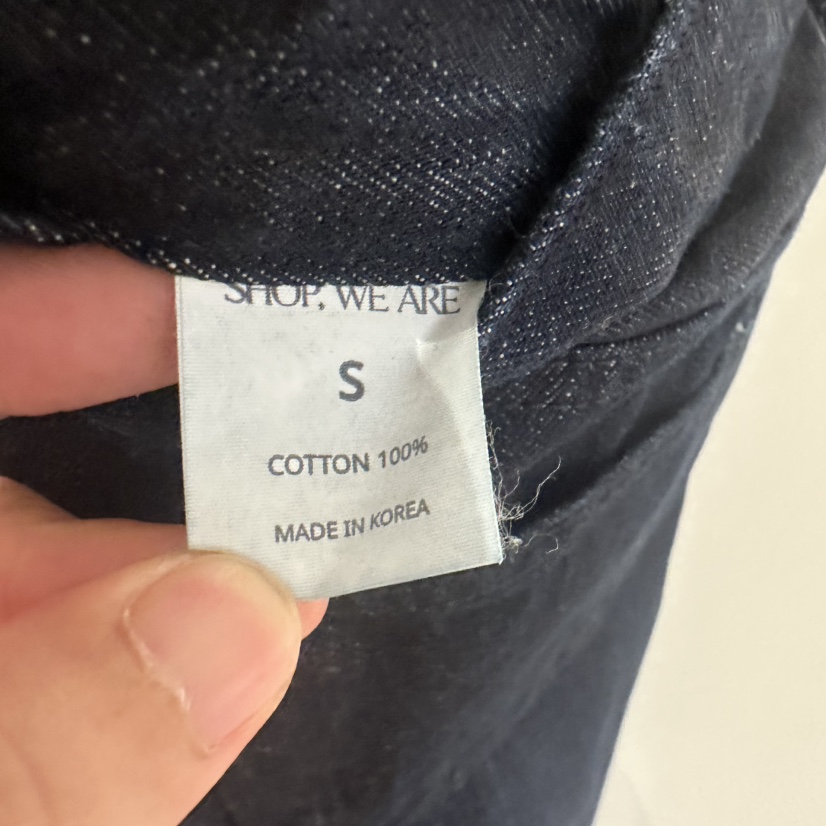 SHOP, WE ARE
S
COTTON 100%
MADE IN KOREA